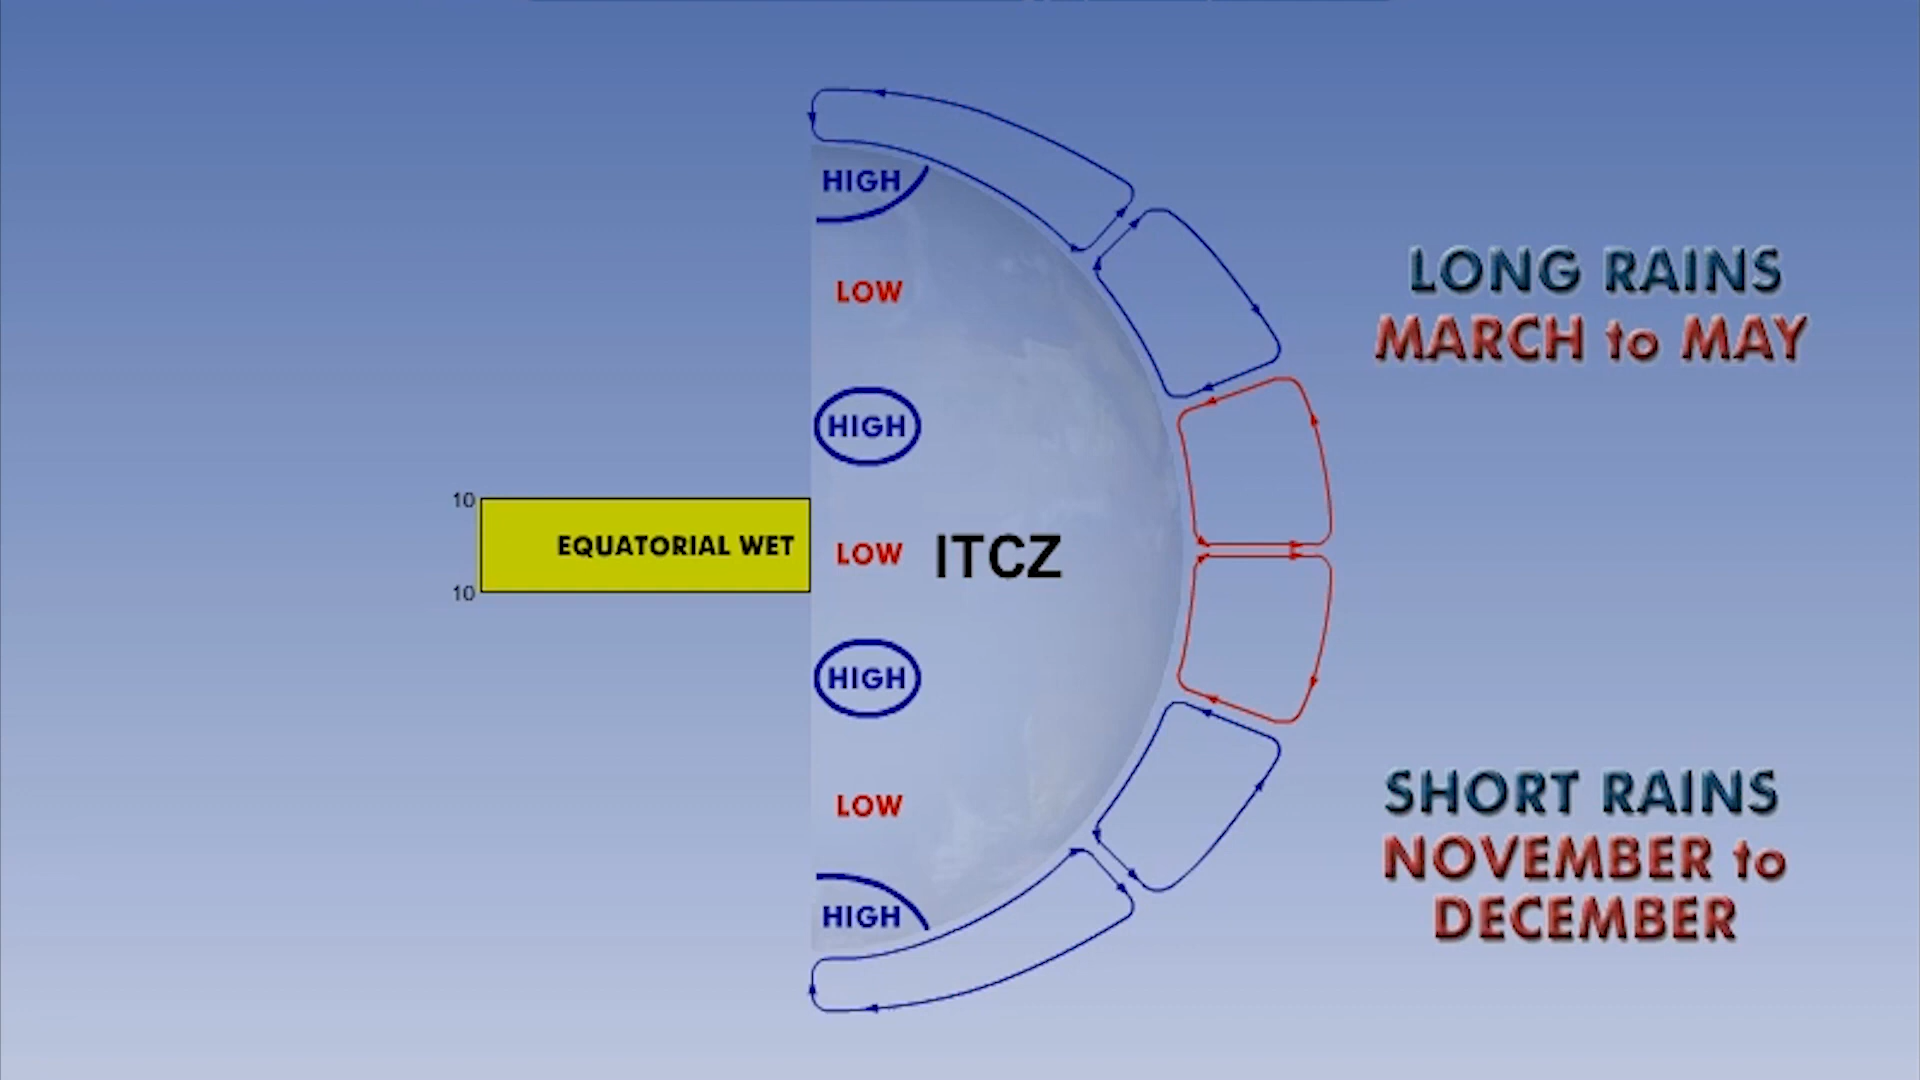 HIGH
LOW
HIGH
10
EQUATORIAL WET
10
LOW
ITCZ
HIGH
LOW
HIGH
LONG RAINS
MARCH to MAY
SHORT RAINS
NOVEMBER to
DECEMBER